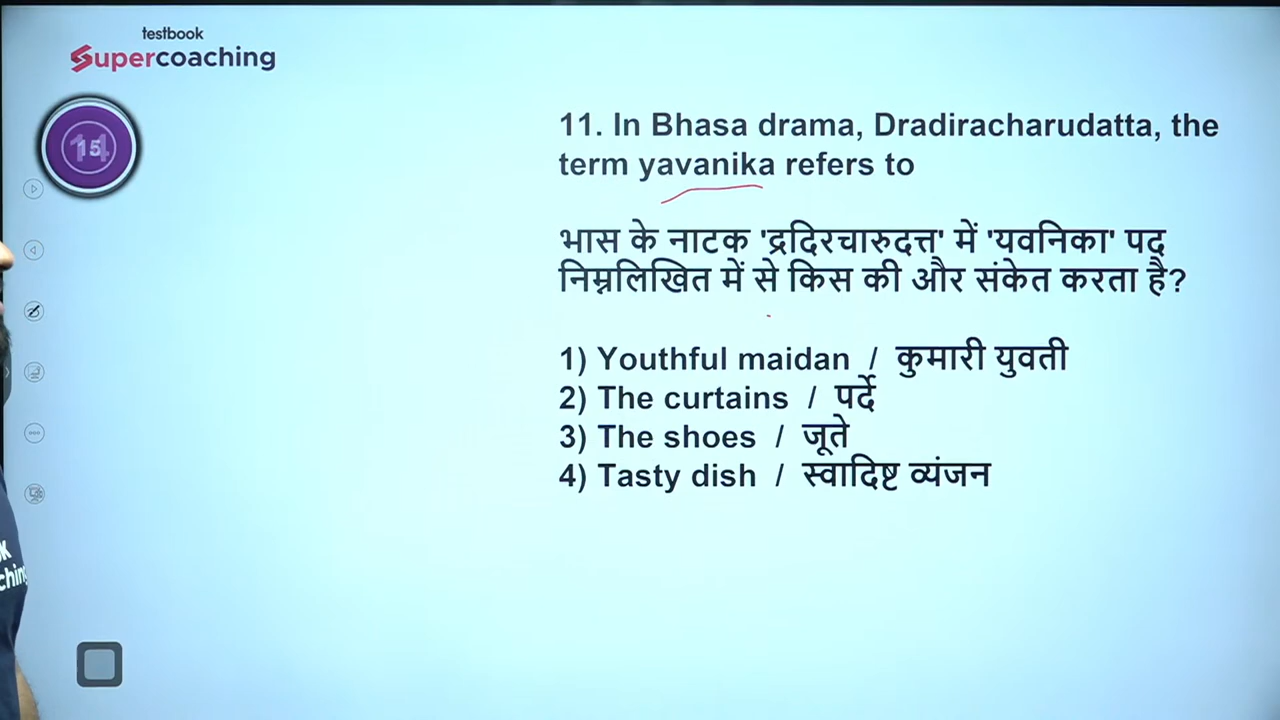 testbook
Supercoaching
15
11. In Bhasa drama, Dradiracharudatta, the
term yavanika refers to
भास के नाटक 'द्रदिरचारुदत्त' में 'यवनिका' पद
निम्नलिखित में से किस की और संकेत करता है?
1) Youthful maidan / कुमारी युवती
2) The curtains / पर्दे
3) The shoes / जूते
4) Tasty dish / स्वादिष्ट व्यंजन